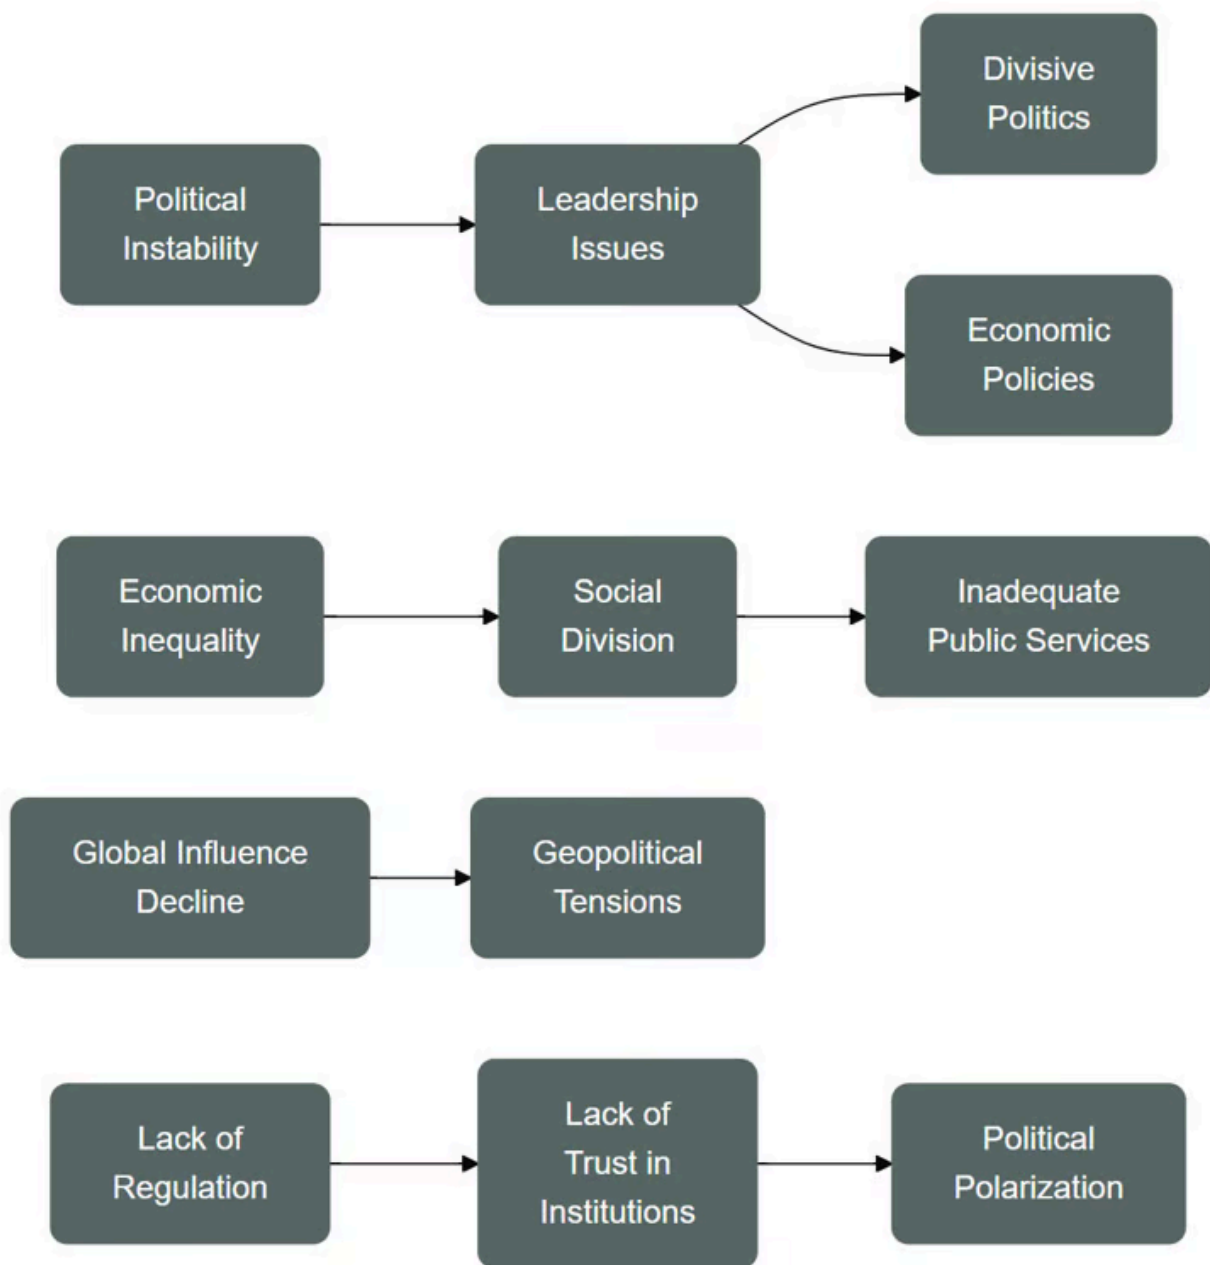 Divisive
Politics
Political
Instability
Leadership
Issues
Economic
Policies
Economic
Inequality
Social
Division
Inadequate
Public Services
Global Influence
Decline
Geopolitical
Tensions
Lack of
Regulation
Lack of
Trust in
Institutions
Political
Polarization